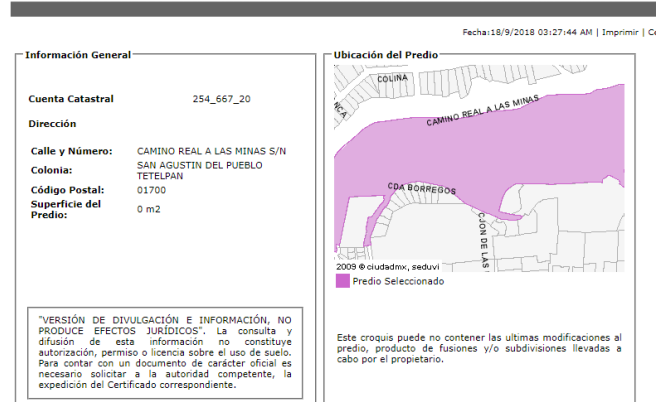 Fecha:18/9/2018 03:27:44 AM | Imprimir |
Información General
Cuenta Catastral 254_667_20
Dirección
Calle y Número: CAMINO REAL A LAS MINAS S/N
Colonia: SAN AGUSTIN DEL PUEBLO
TETELPAN
Código Postal: 01700
Superficie del
Predio: 0 m2
"VERSIÓN DE DIVULGACIÓN E INFORMACIÓN, NO
PRODUCE EFECTOS JURÍDICOS". La consulta y
difusión de esta información no constituye
autorización, permiso o licencia sobre el uso de suelo.
Para contar con un documento de carácter oficial es
necesario solicitar a la autoridad competente, la
expedición del Certificado correspondiente.
Ubicación del Predio
COLINA
CAMINO REAL A LAS MINAS
CDA BORREGOS
CJON DE LAS
2009 © ciudadmx, seduvi
Predio Seleccionado
Este croquis puede no contener las ultimas modificaciones al
predio, producto de fusiones y/o subdivisiones llevadas a
cabo por el propietario.